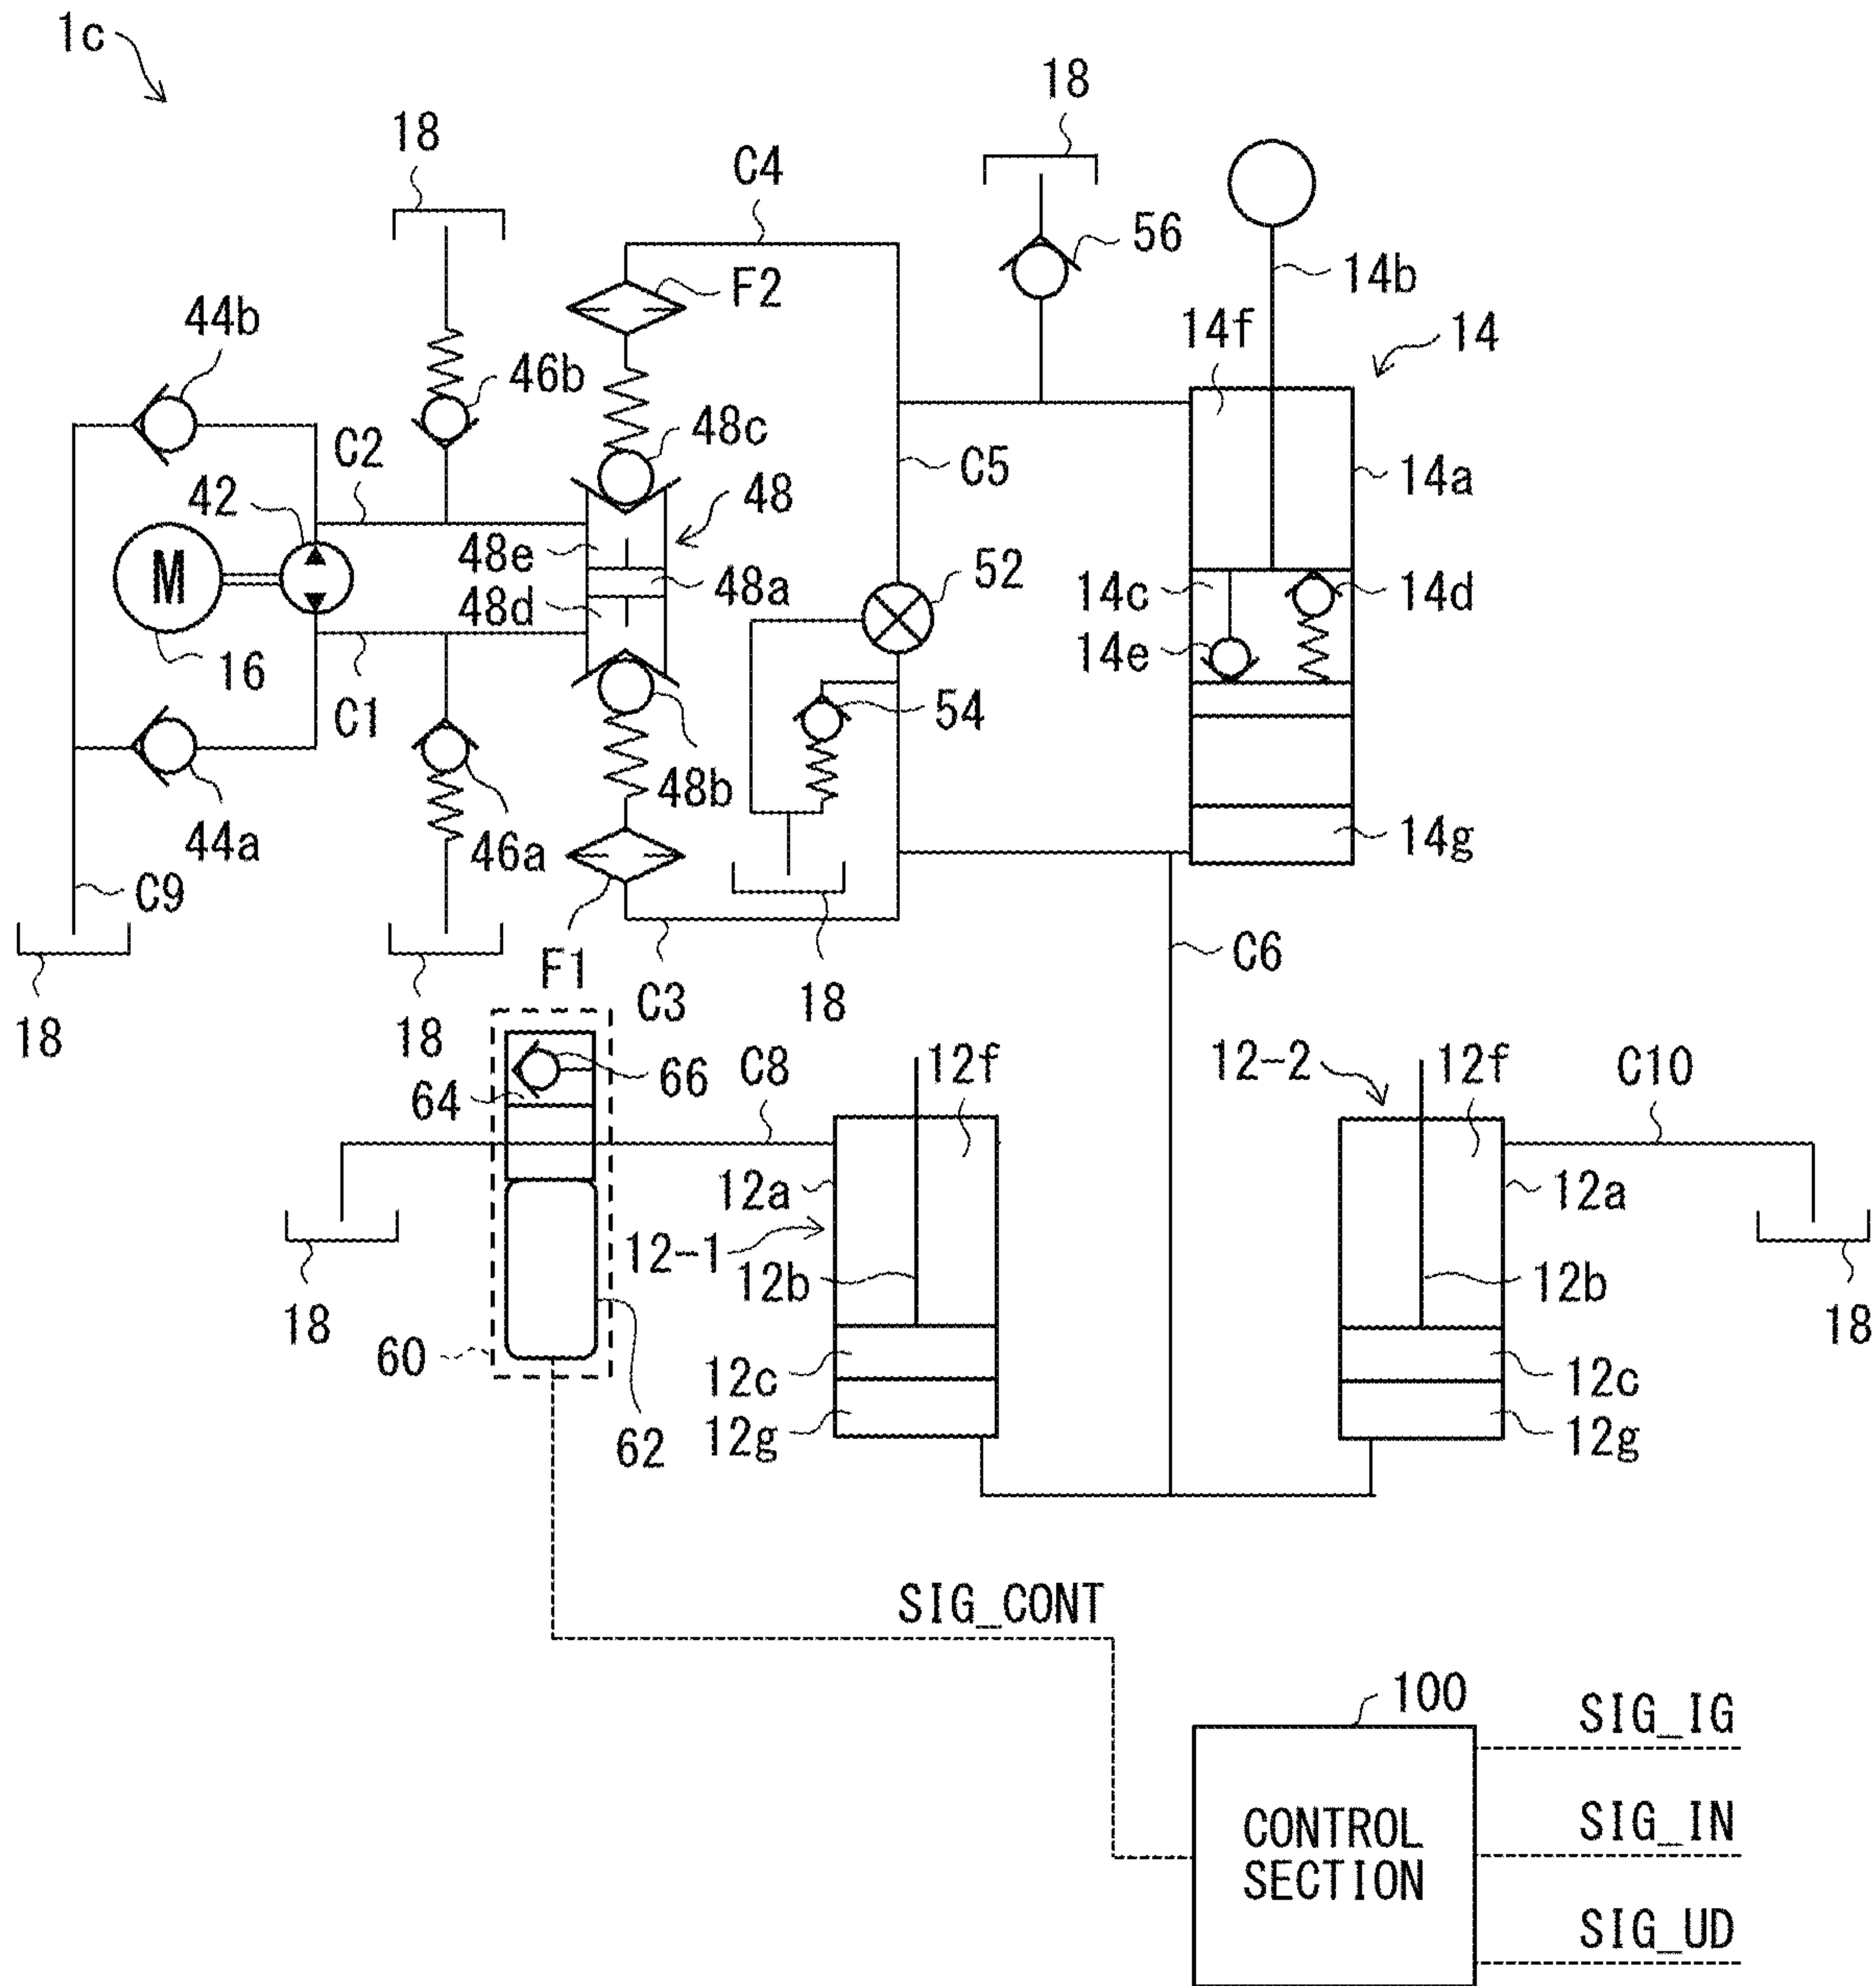 1c
18
18
C4
56
14b
F2
14f
14
44b
46b
48c
C2
C5
14a
42
48
48e
52
M
48a
14c
14d
48d
14e
16
54
C1
48b
44a
46a
14g
C9
C6
18
F1
18
18
C3
18
12f
12-2
12f
C10
C8
66
64
12a
12a
12-1
12b
12b
18
18
60
12c
12c
62
12g
12g
SIG_CONT
100
SIG_IG
CONTROL
SECTION
SIG_IN
SIG_UD